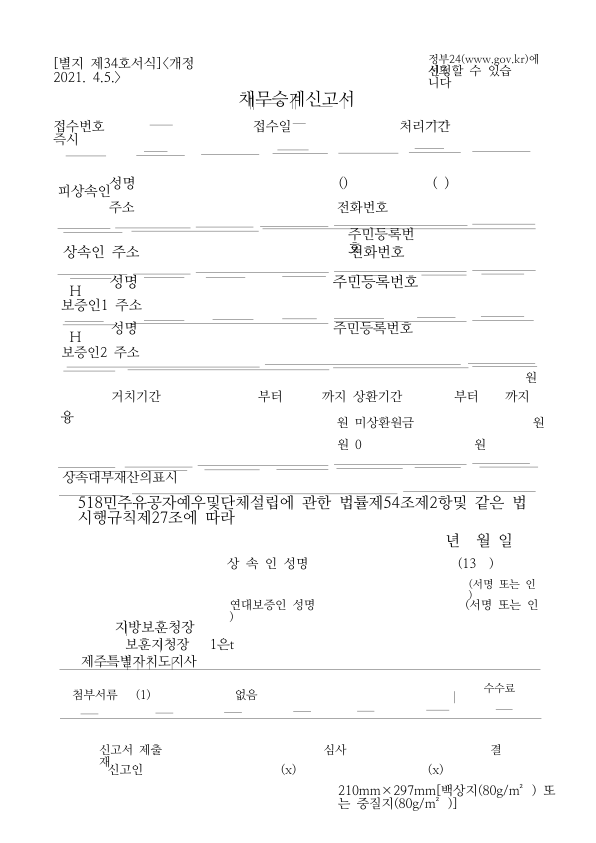 [별지 제34호서식]<개정
2021. 4.5.>
정부24(www.gov.kr)에
신청할 수 있습
니다
채무승계신고서
접수번호 접수일 처리기간
즉시
피상속인 성명 () ( )
주소 전화번호
주민등록번
호
상속인 주소 전화번호
H 성명 주민등록번호
보증인1 주소
H 성명 주민등록번호
보증인2 주소
원
거치기간 부터 까지 상환기간 부터 까지
융
원 미상환원금 원
원 0 원
상속대부재산의표시
518민주유공자예우및단체설립에 관한 법률제54조제2항및 같은 법
시행규칙제27조에 따라
년 월 일
상 속 인 성명 (13 )
(서명 또는 인
)
연대보증인 성명 (서명 또는 인
)
지방보훈청장
보훈지청장 1은t
제주특별자치도지사
첨부서류 (1) 없음 수수료
신고서 제출 심사 결
재
신고인 (x) (x)
210mm×297mm[백상지(80g/m² ) 또
는 중질지(80g/m² )]